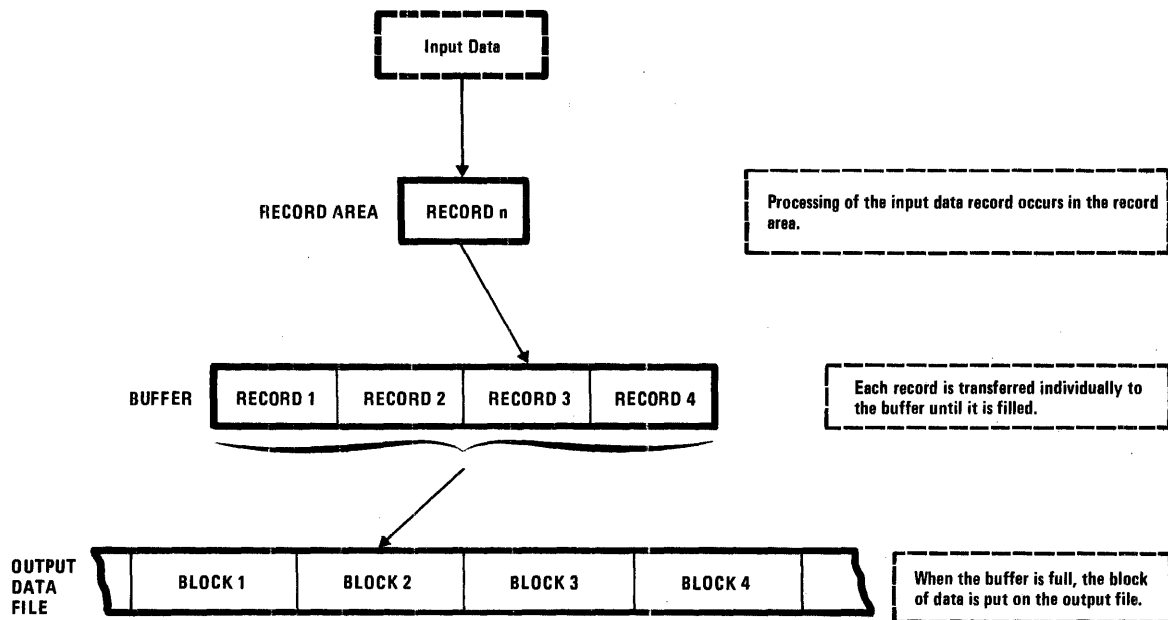 Input Data
RECORD AREA
RECORD n
Processing of the input data record occurs in the record
area.
BUFFER
RECORD 1
RECORD 2
RECORD 3
RECORD 4
Each record is transferred individually to
the buffer until it is filled.
OUTPUT
DATA
FILE
BLOCK 1
BLOCK 2
BLOCK 3
BLOCK 4
When the buffer is full, the block
of data is put on the output file.